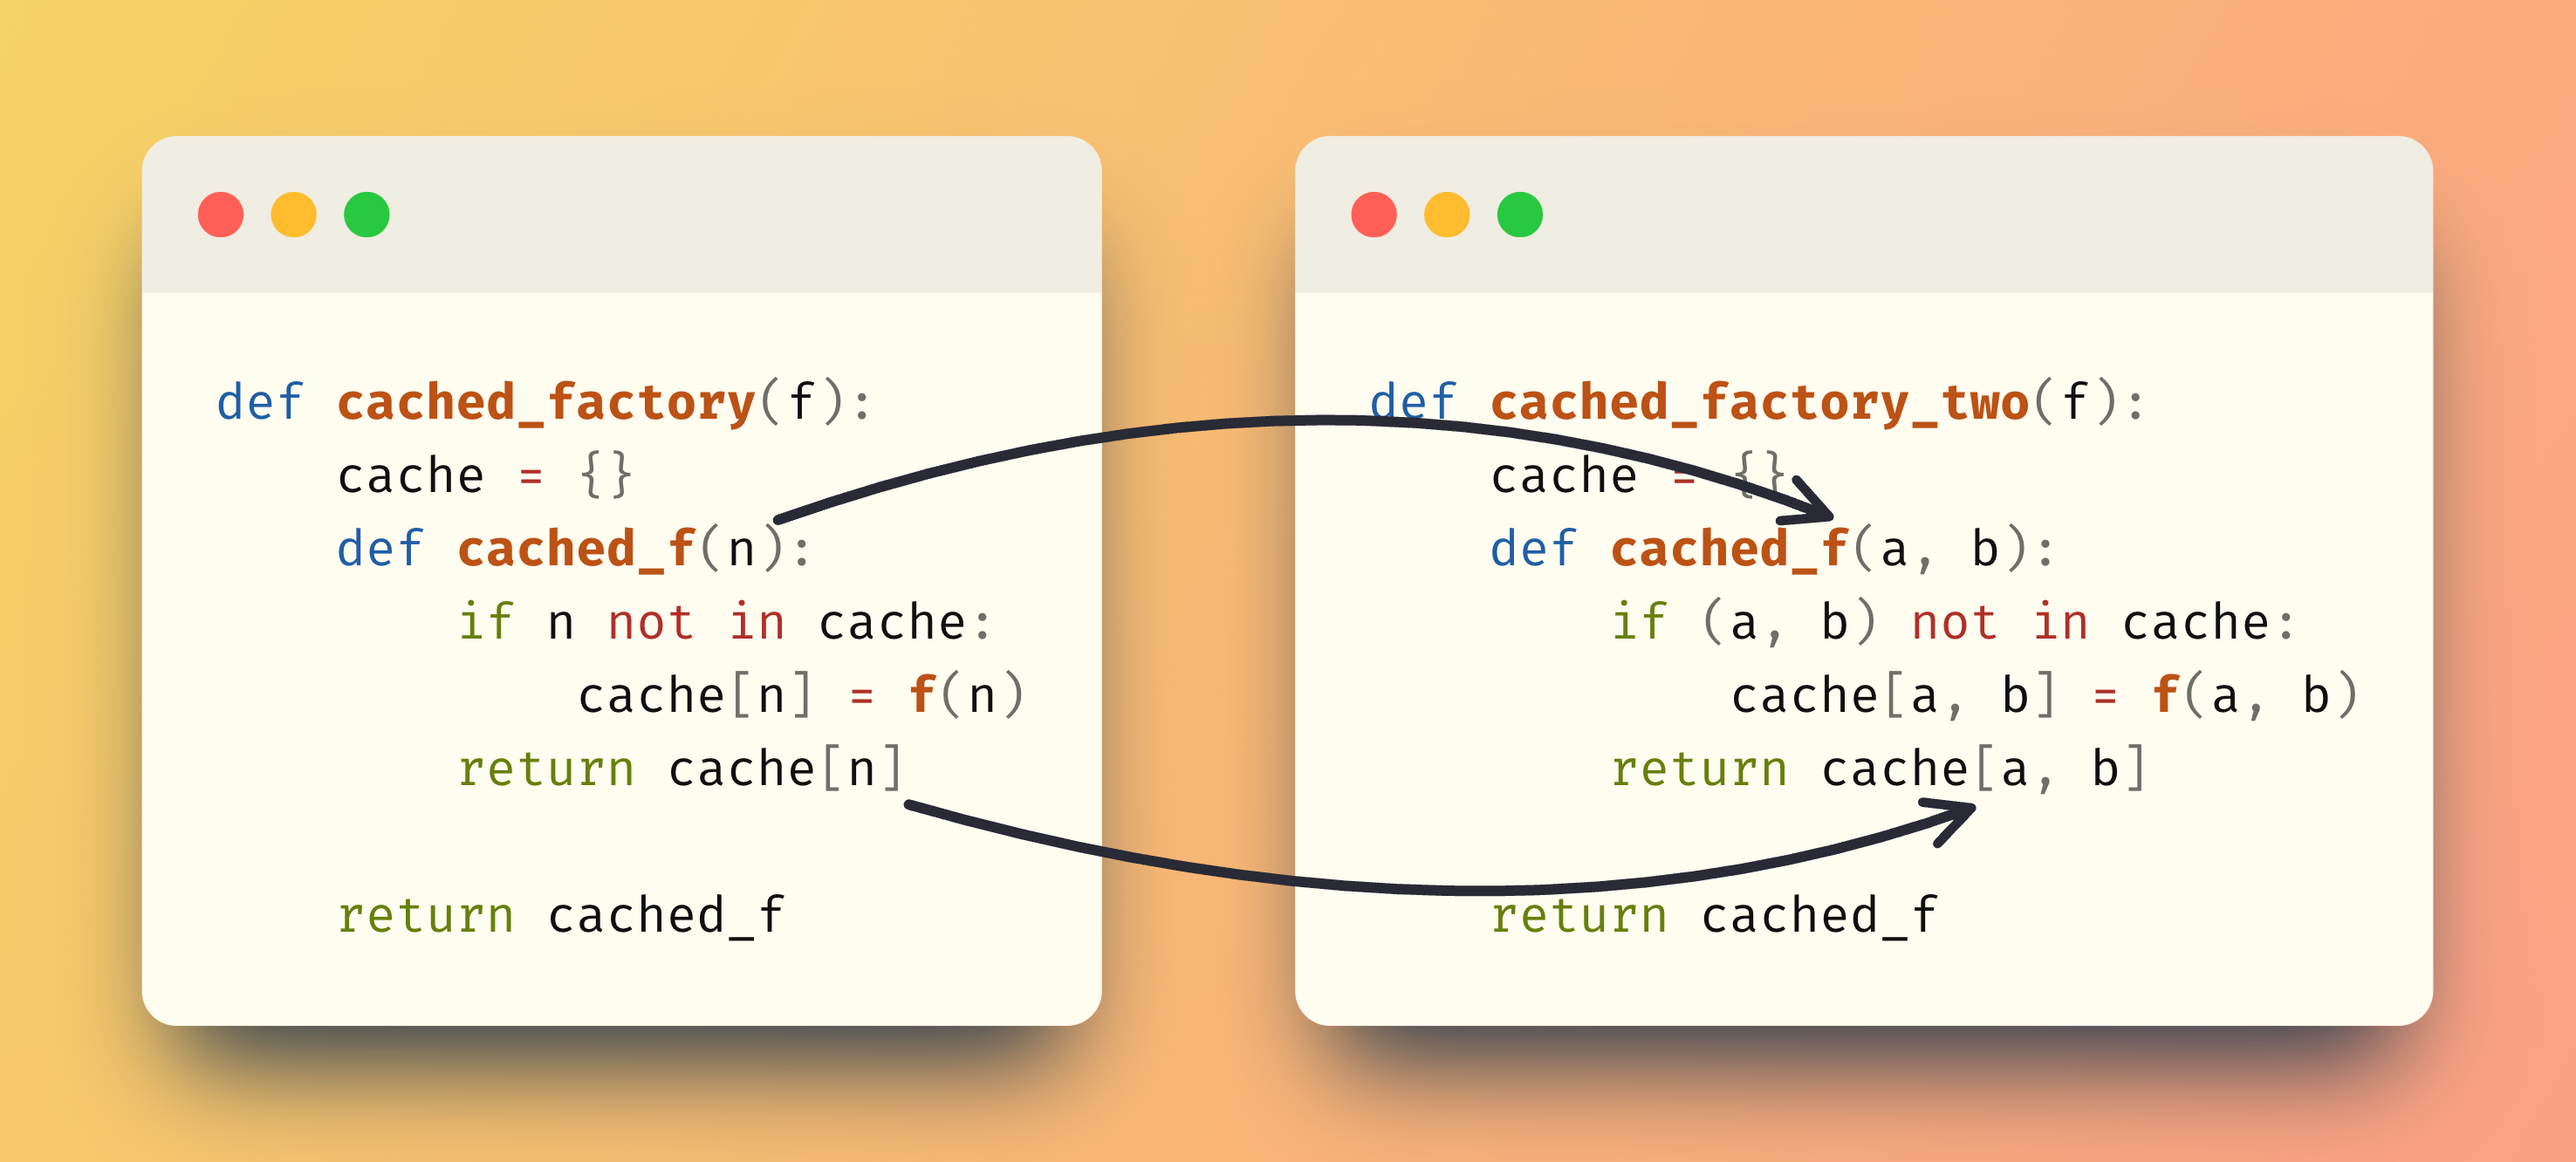 def cached_factory(f):
    cache = {}
    def cached_f(n):
        if n not in cache:
            cache[n] = f(n)
        return cache[n]

    return cached_f
def cached_factory_two(f):
    cache = {}
    def cached_f(a, b):
        if (a, b) not in cache:
            cache[a, b] = f(a, b)
        return cache[a, b]

    return cached_f